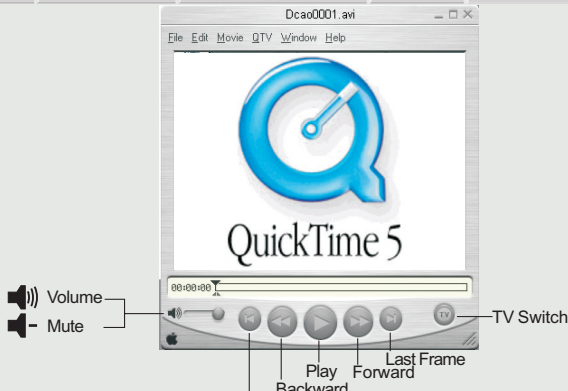 Dcao0001.avi
File Edit Movie QTV Window Help
QuickTime 5
00:00:00
Volume
Mute
TV
TV Switch
Last Frame
Play Forward
Backward